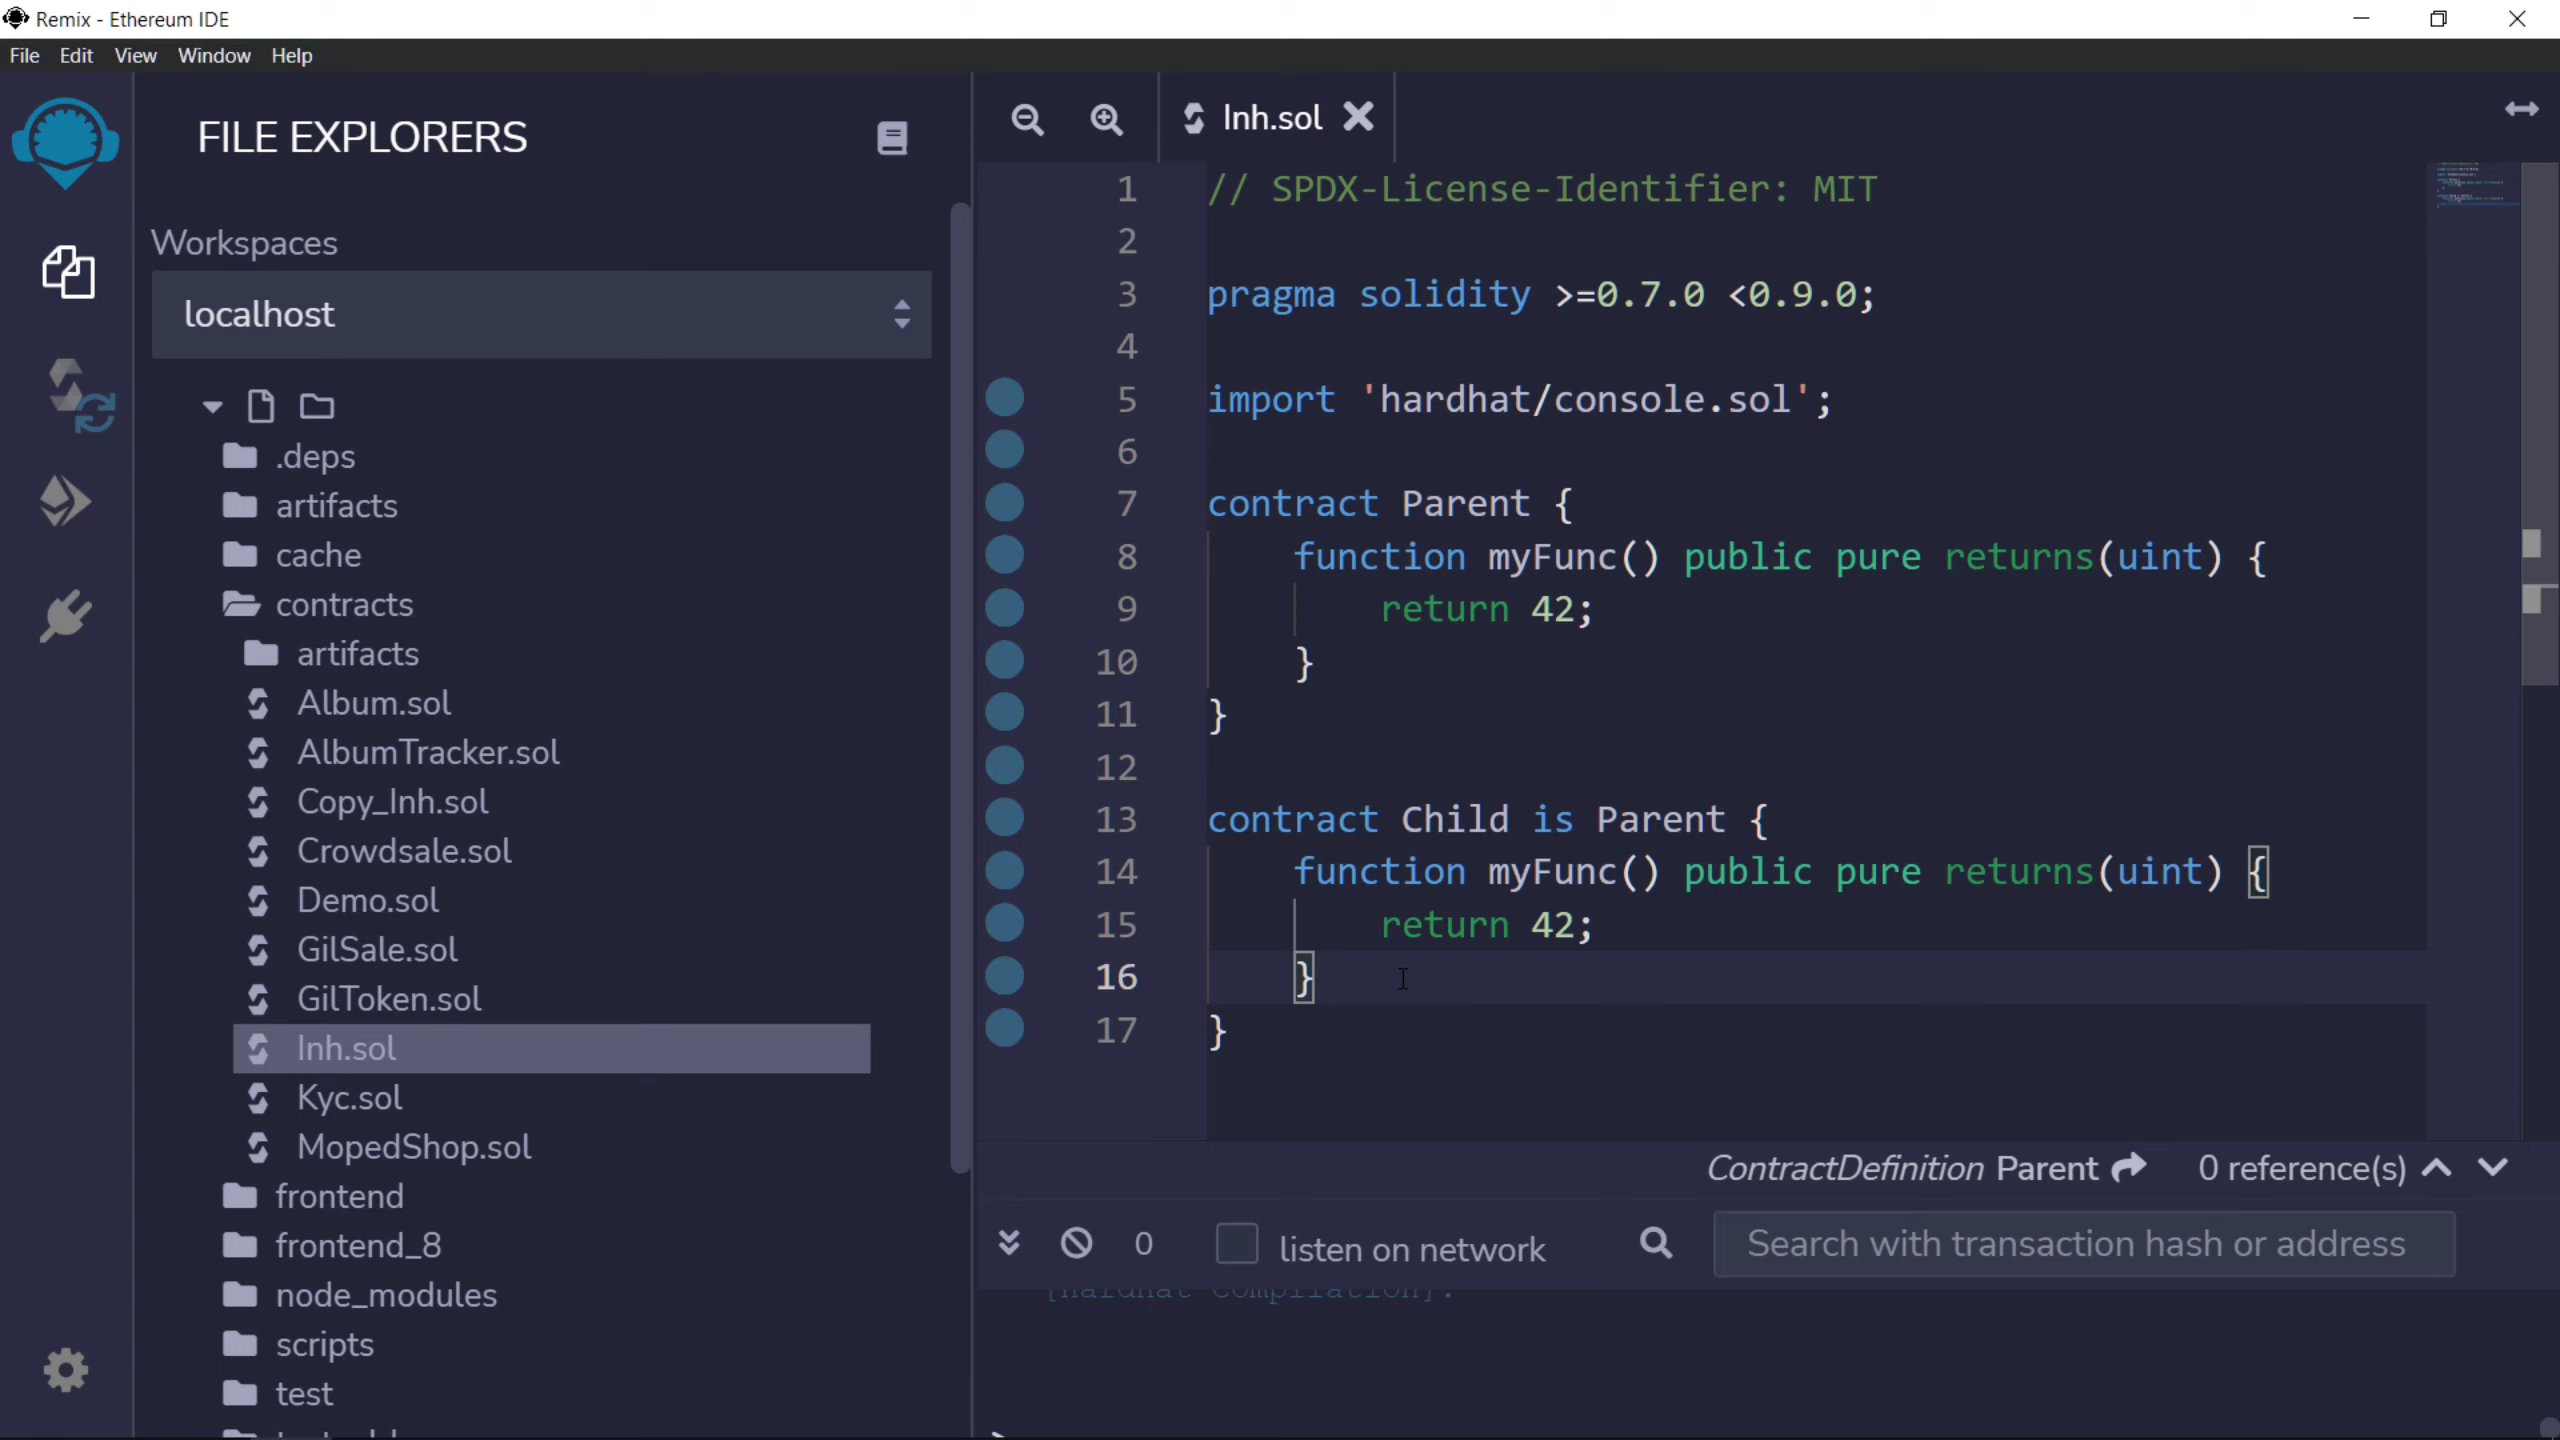 Remix - Ethereum IDE
File Edit View Window Help
FILE EXPLORERS
Workspaces
localhost
.deps
artifacts
cache
contracts
artifacts
Album.sol
AlbumTracker.sol
Copy_Inh.sol
Crowdsale.sol
Demo.sol
GilSale.sol
GilToken.sol
Inh.sol
Kyc.sol
MopedShop.sol
frontend
frontend_8
node_modules
scripts
test
Inh.sol
1 // SPDX-License-Identifier: MIT
2
3 pragma solidity >=0.7.0 <0.9.0;
4
5 import 'hardhat/console.sol';
6
7 contract Parent {
8 function myFunc() public pure returns(uint) {
9 return 42;
10 }
11 }
12
13 contract Child is Parent {
14 function myFunc() public pure returns(uint) {
15 return 42;
16 }
17 }
ContractDefinition Parent 0 reference(s)
0 listen on network Search with transaction hash or address
[Hardhat Compilation]: